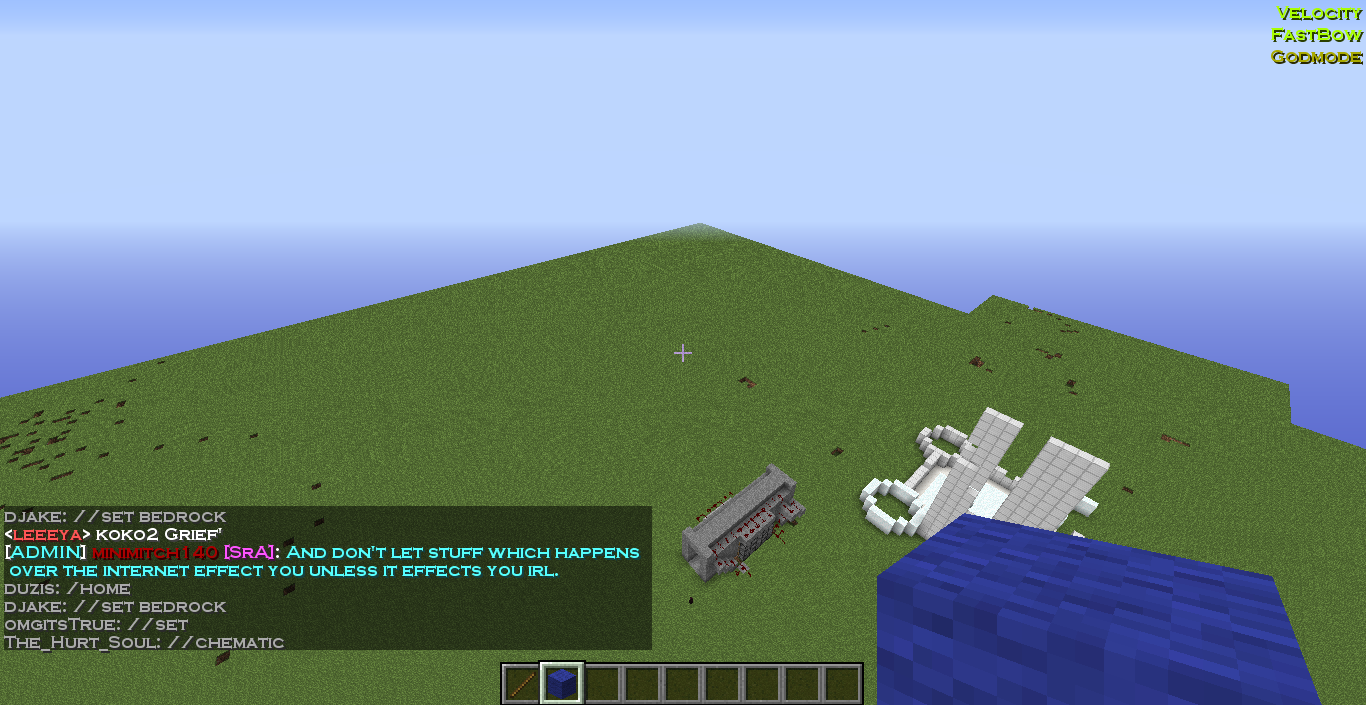 Velocity
FastBow
Godmode
djake: //set bedrock
<leeeya> koko2 Grief'
[ADMIN] minimitch140 [SRA]: And don't let stuff which happens
over the internet effect you unless it effects you irl.
duzis: /home
djake: //set bedrock
omgitsTrue: //set
The_Hurt_Soul: //chematic